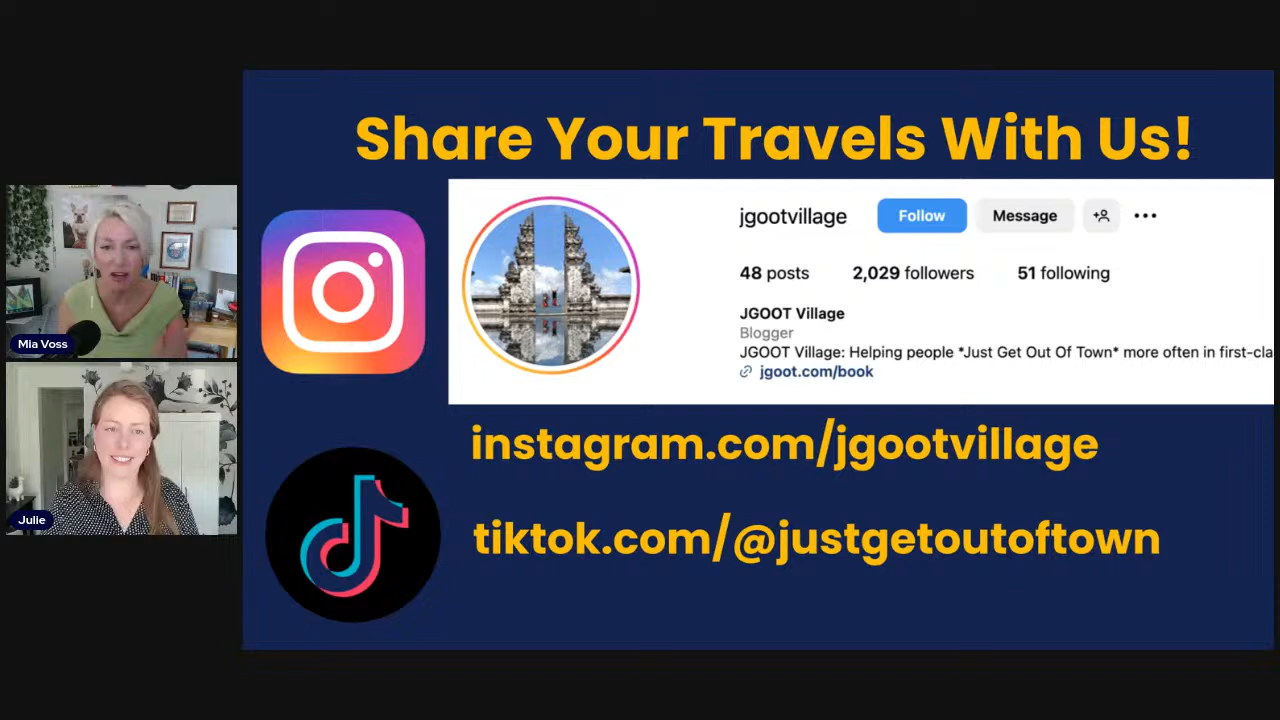 Share Your Travels With Us!
jgootvillage Follow Message
48 posts 2,029 followers 51 following
JGOOT Village
Blogger
JGOOT Village: Helping people *Just Get Out Of Town* more often in first-cla
jgoot.com/book
Mia Voss
instagram.com/jgootvillage
Julie
tiktok.com/@justgetoutoftown